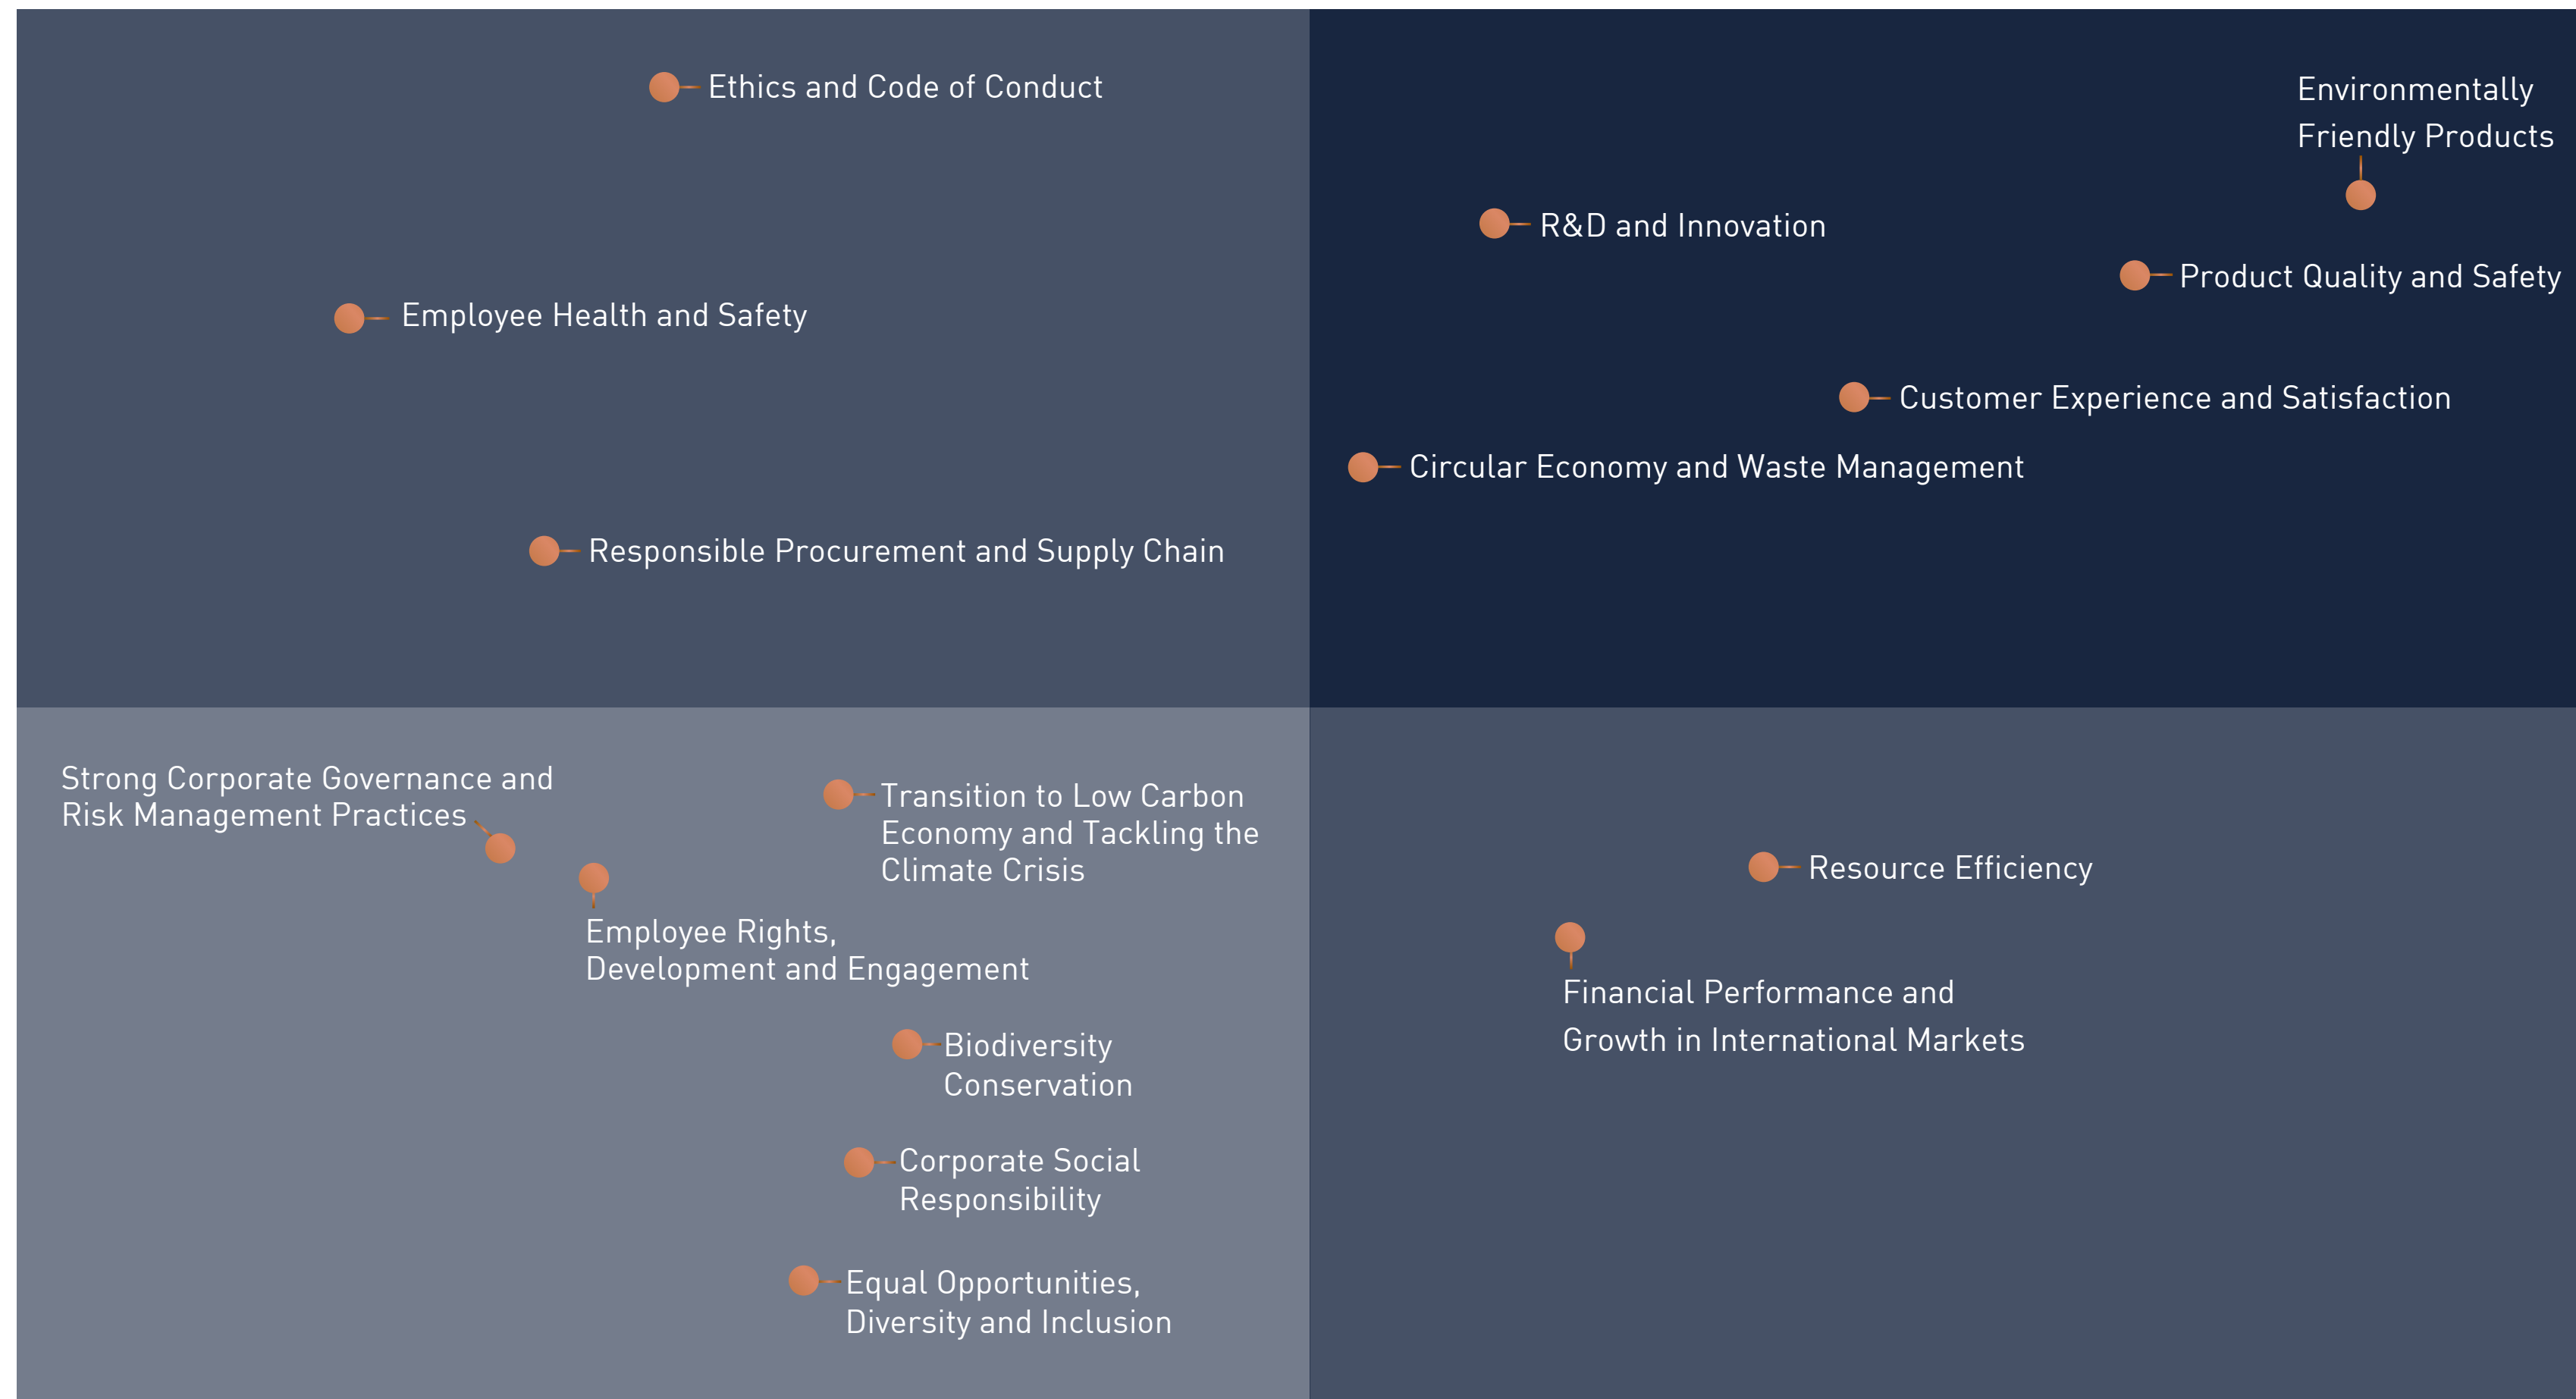 Ethics and Code of Conduct
Environmentally
Friendly Products
R&D and Innovation
Product Quality and Safety
Employee Health and Safety
Customer Experience and Satisfaction
Circular Economy and Waste Management
Responsible Procurement and Supply Chain
Strong Corporate Governance and
Risk Management Practices
Transition to Low Carbon
Economy and Tackling the
Climate Crisis
Resource Efficiency
Employee Rights,
Development and Engagement
Financial Performance and
Growth in International Markets
Biodiversity
Conservation
Corporate Social
Responsibility
Equal Opportunities,
Diversity and Inclusion